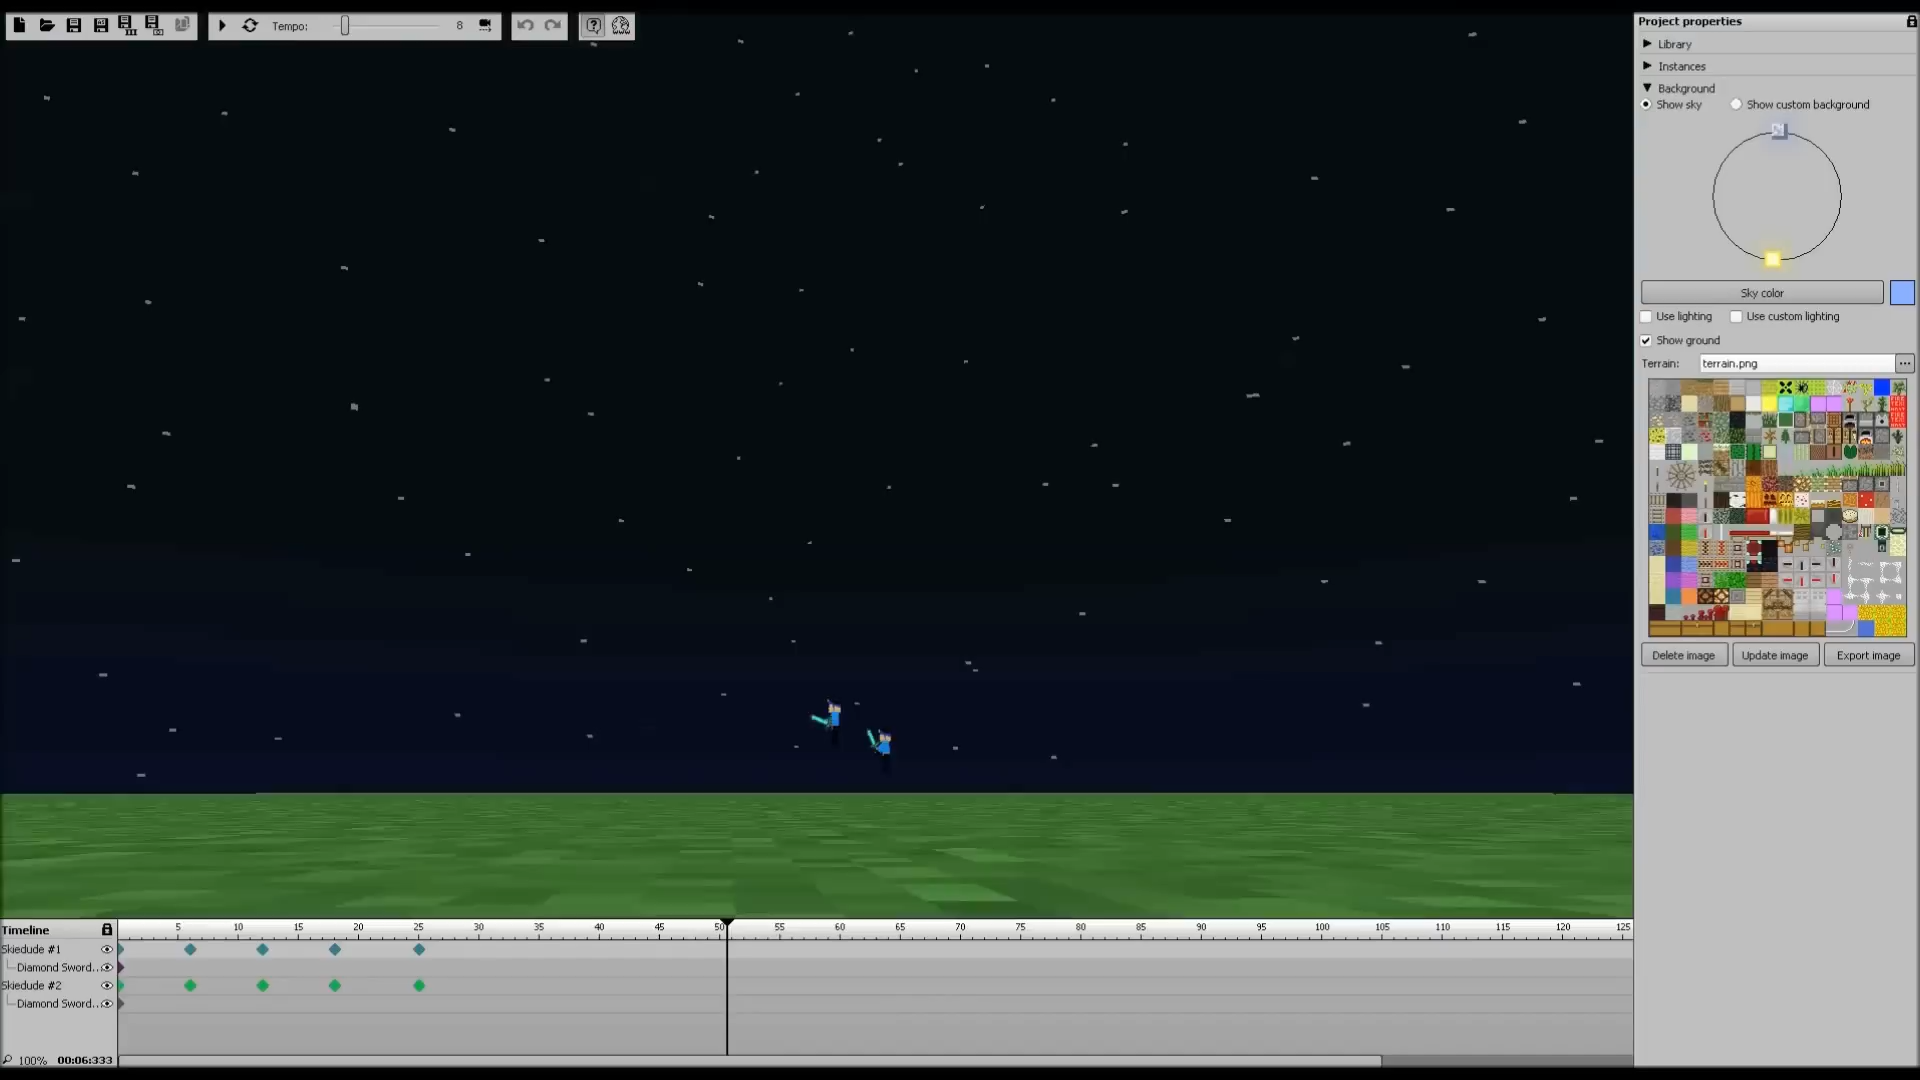 Tempo: 8
Project properties
Library
Instances
Background
Show sky Show custom background
Sky color
Use lighting Use custom lighting
Show ground
Terrain: terrain.png ...
Delete image Update image Export image
Timeline 5 10 15 20 25 30 35 40 45 50 55 60 65 70 75 80 85 90 95 100 105 110 115 120 125
Skiedude #1
Diamond Sword...
Skiedude #2
Diamond Sword...
100% 00:06:333